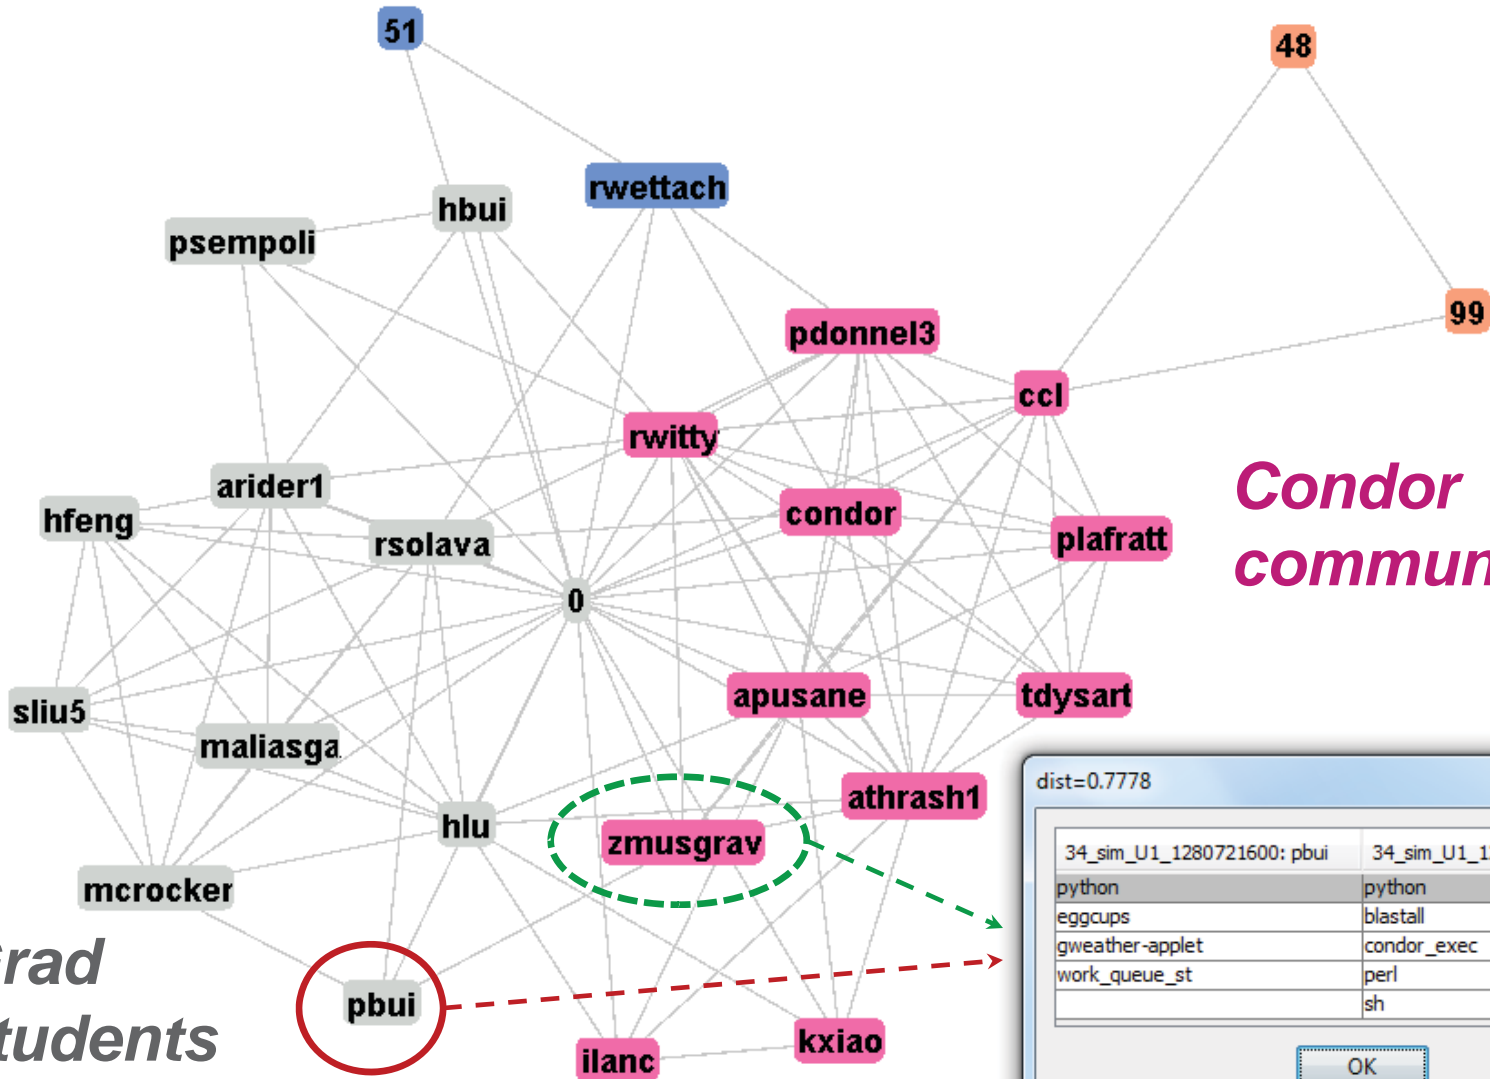 51
48
rwettach
hbui
psempoli
99
pdonnel3
ccl
rwitty
Condor
arider1
condor
hfeng
plafratt
rsolava
commun
0
apusane
tdysart
sliu5
maliasga
dist=0.7778
athrash1
hlu
zmusgrav
34_sim_U1_1280721600: pbui 34_sim_U1_1
mcrocker
python python
eggcups blastall
gweather-applet condor_exec
rad
work_queue_st perl
pbui
sh
tudents
kxiao
ilanc
OK